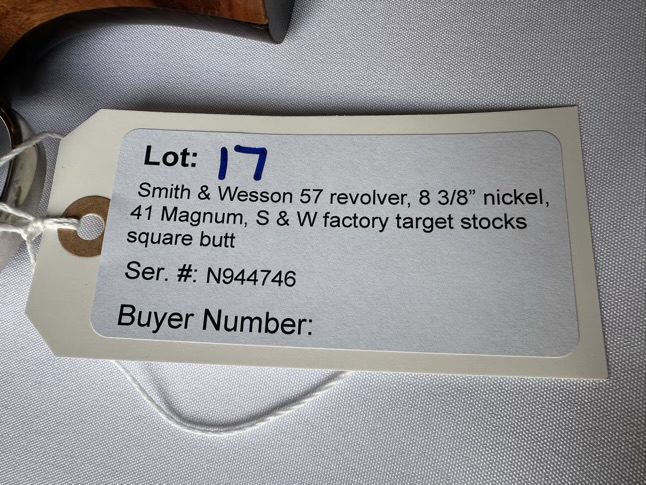 Lot: 17
Smith & Wesson 57 revolver, 8 3/8” nickel,
41 Magnum, S & W factory target stocks
square butt
Ser. #: N944746
Buyer Number: